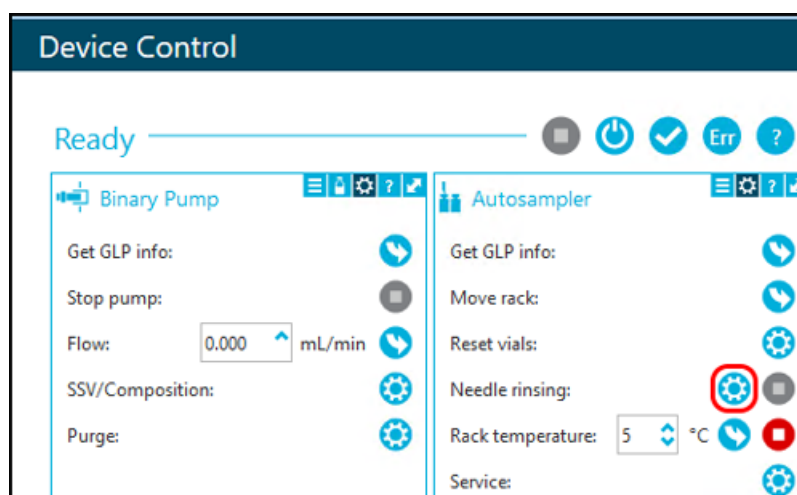 Device Control
Ready
Err ?
Binary Pump
?
Get GLP info:
Stop pump:
Flow: 0.000 mL/min
SSV/Composition:
Purge:
Autosampler
?
Get GLP info:
Move rack:
Reset vials:
Needle rinsing:
Rack temperature: 5 °C
Service: